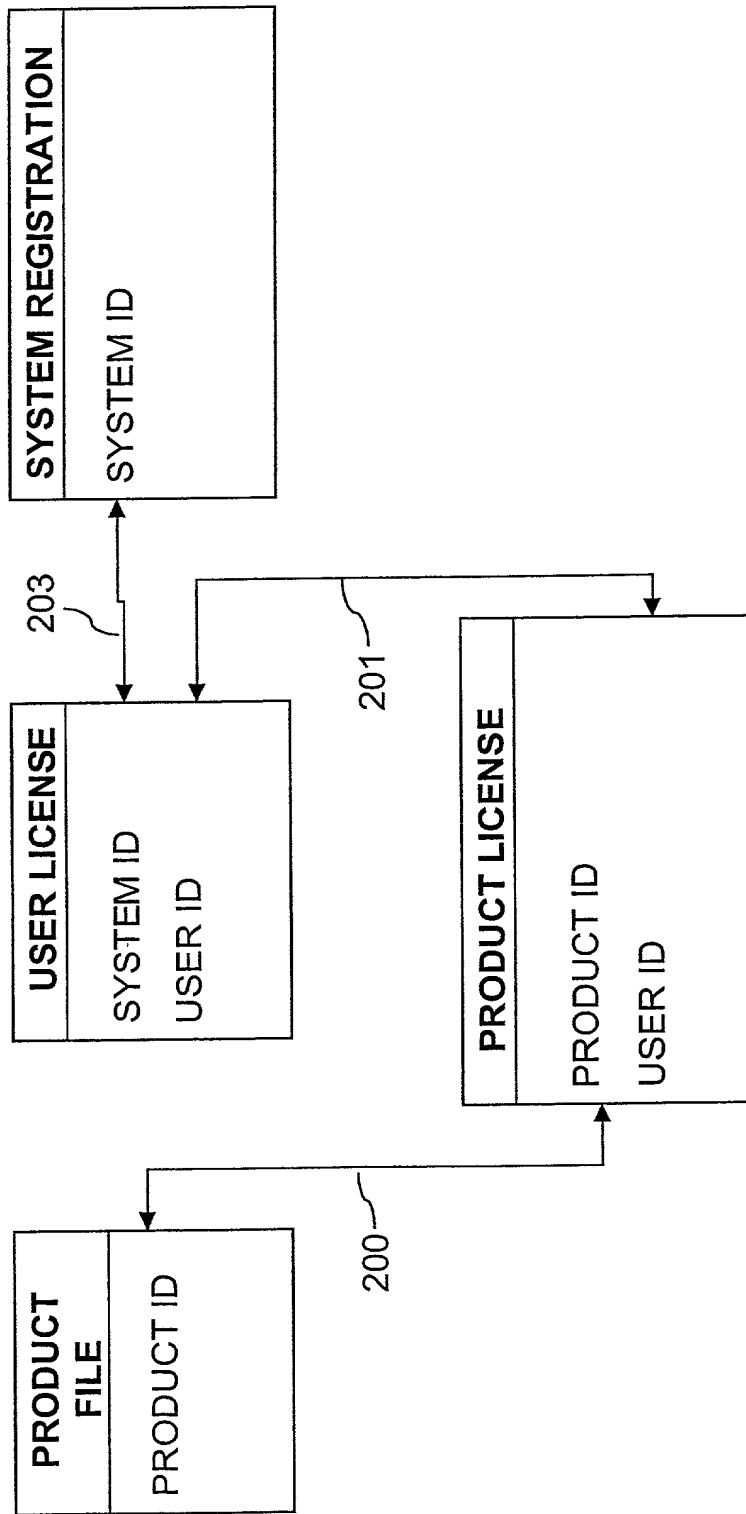 PRODUCT
FILE
PRODUCT ID
USER LICENSE
SYSTEM ID
USER ID
SYSTEM REGISTRATION
SYSTEM ID
203
201
200
PRODUCT LICENSE
PRODUCT ID
USER ID